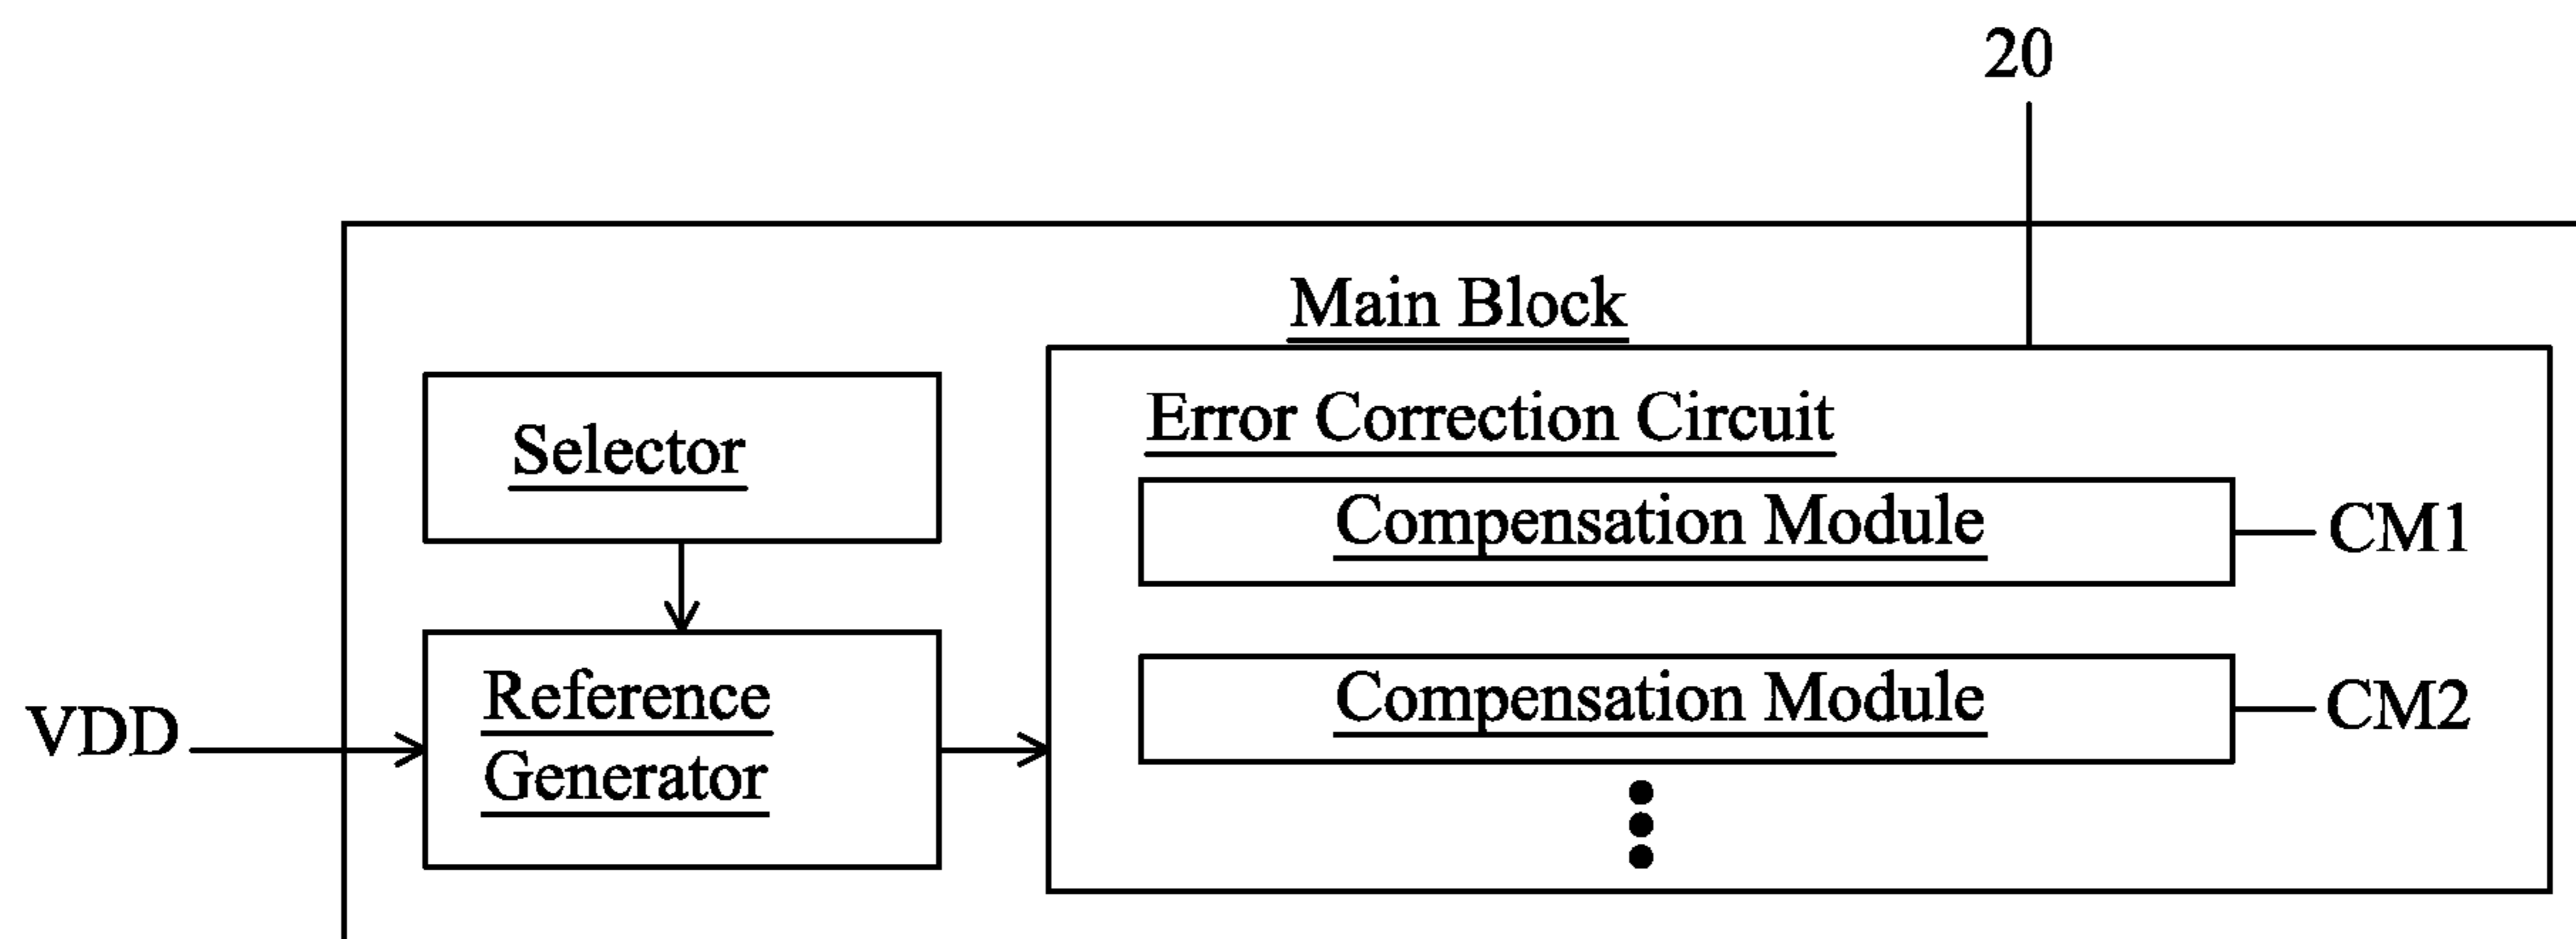 20
Main Block
Error Correction Circuit
Selector
Compensation Module
CM1
Reference
Generator
Compensation Module
CM2
VDD